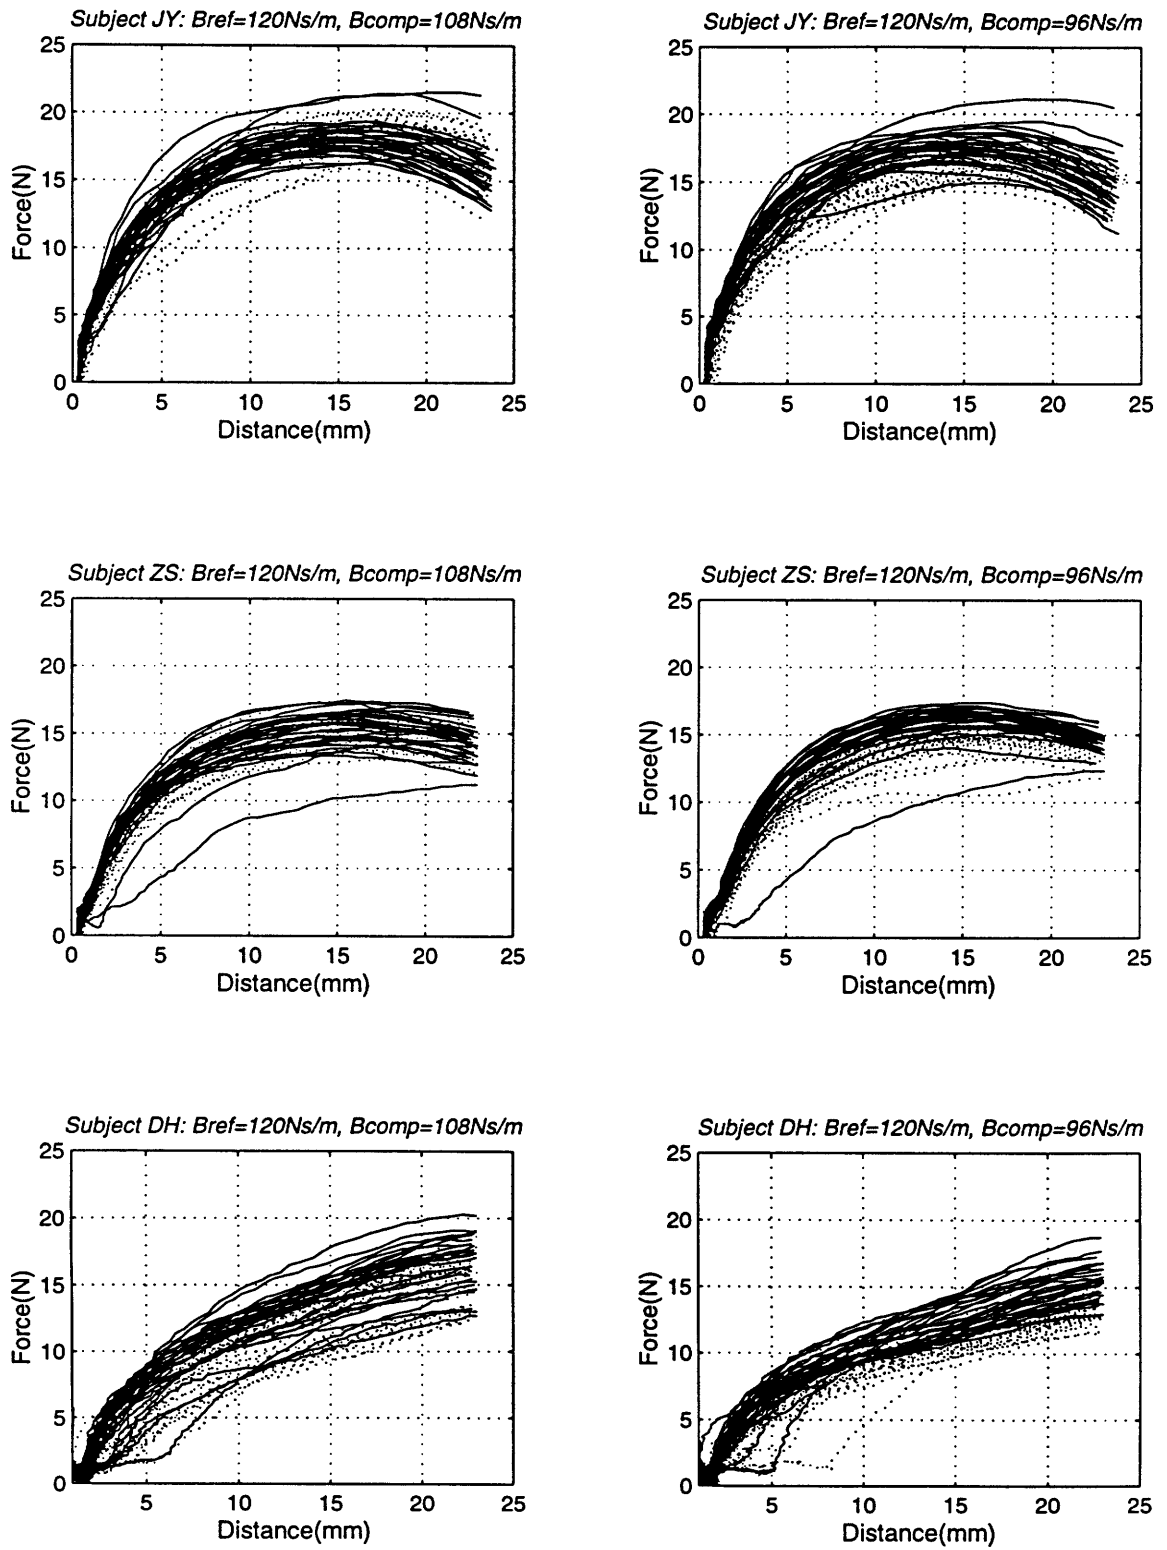 Subject JY: Bref=120Ns/m, Bcomp=108Ns/m
25
20
15
10
5
0
Force(N)
0 5 10 15 20 25
Distance(mm)
Subject JY: Bref=120Ns/m, Bcomp=96Ns/m
25
20
15
10
5
0
Force(N)
0 5 10 15 20 25
Distance(mm)
Subject ZS: Bref=120Ns/m, Bcomp=108Ns/m
25
20
15
10
5
0
Force(N)
0 5 10 15 20 25
Distance(mm)
Subject ZS: Bref=120Ns/m, Bcomp=96Ns/m
25
20
15
10
5
0
Force(N)
0 5 10 15 20 25
Distance(mm)
Subject DH: Bref=120Ns/m, Bcomp=108Ns/m
25
20
15
10
5
0
Force(N)
5 10 15 20 25
Distance(mm)
Subject DH: Bref=120Ns/m, Bcomp=96Ns/m
25
20
15
10
5
0
Force(N)
5 10 15 20 25
Distance(mm)